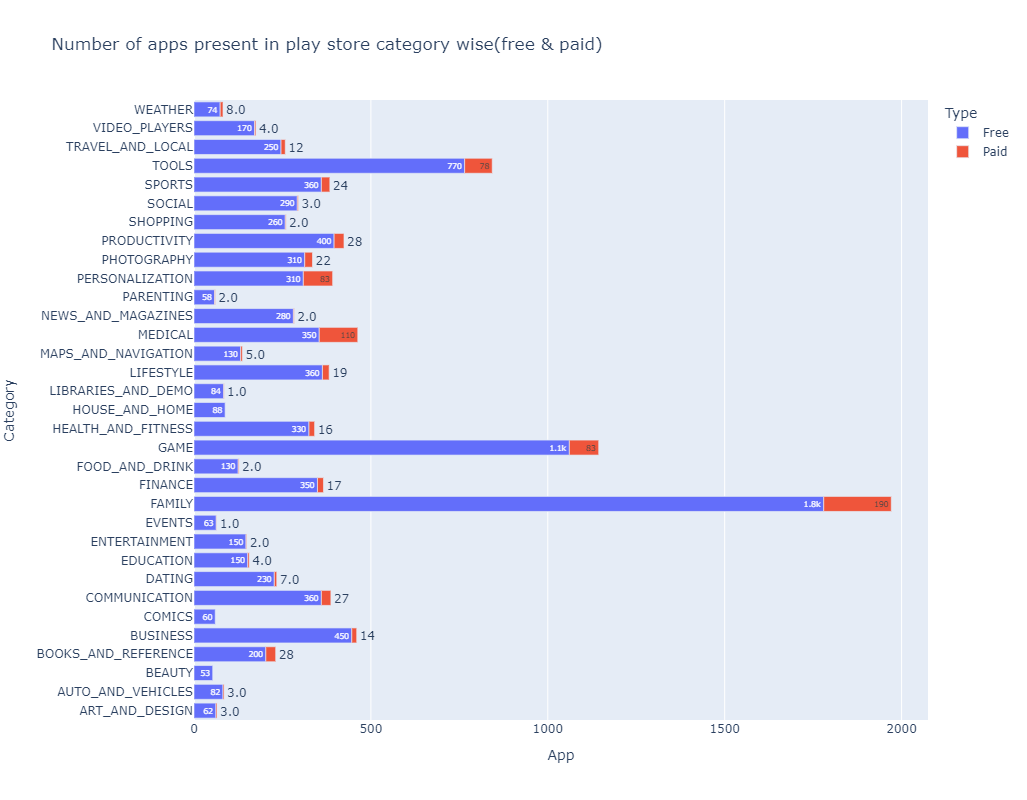 Number of apps present in play store category wise(free & paid)
Type
Free
Paid
WEATHER 74 8.0
VIDEO_PLAYERS 170 4.0
TRAVEL_AND_LOCAL 250 12
TOOLS 770 78
SPORTS 360 24
SOCIAL 290 3.0
SHOPPING 260 2.0
PRODUCTIVITY 400 28
PHOTOGRAPHY 310 22
PERSONALIZATION 310 83
PARENTING 58 2.0
NEWS_AND_MAGAZINES 280 2.0
MEDICAL 350 110
MAPS_AND_NAVIGATION 130 5.0
LIFESTYLE 360 19
LIBRARIES_AND_DEMO 84 1.0
HOUSE_AND_HOME 88
HEALTH_AND_FITNESS 330 16
GAME 1.1k 83
FOOD_AND_DRINK 130 2.0
FINANCE 350 17
FAMILY 1.8k 190
EVENTS 63 1.0
ENTERTAINMENT 150 2.0
EDUCATION 150 4.0
DATING 230 7.0
COMMUNICATION 360 27
COMICS 60
BUSINESS 450 14
BOOKS_AND_REFERENCE 200 28
BEAUTY 53
AUTO_AND_VEHICLES 82 3.0
ART_AND_DESIGN 62 3.0
Category
0 500 1000 1500 2000
App